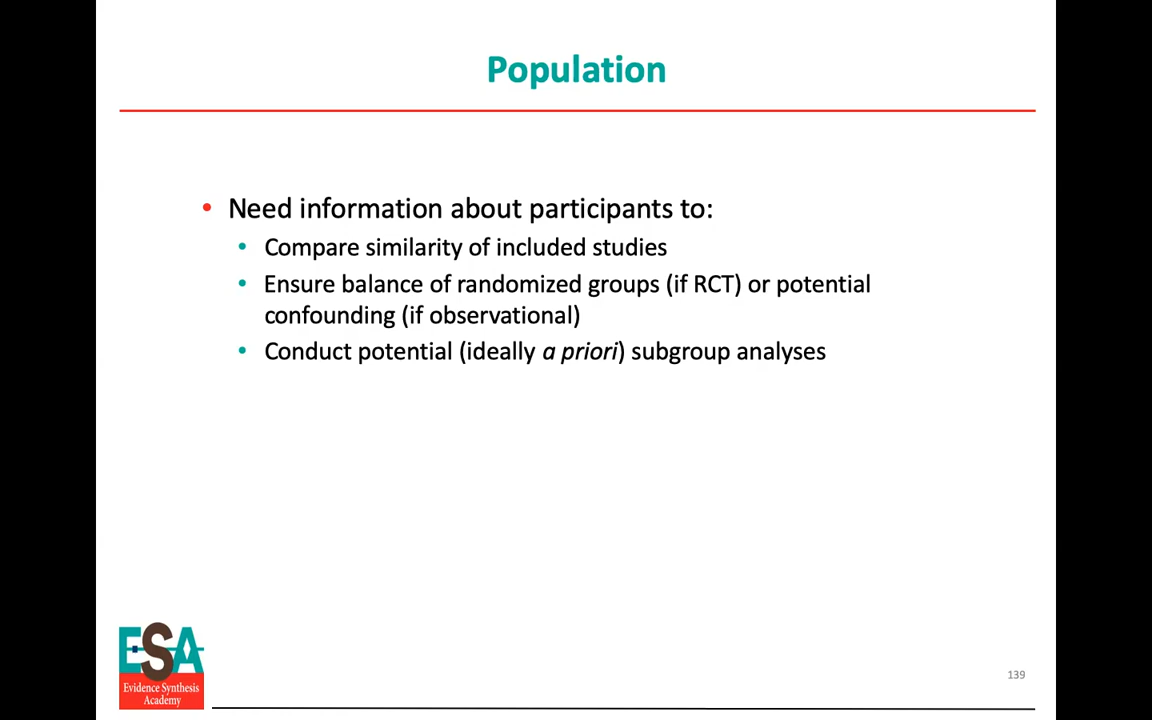 Population
• Need information about participants to:
• Compare similarity of included studies
• Ensure balance of randomized groups (if RCT) or potential
confounding (if observational)
• Conduct potential (ideally a priori) subgroup analyses
ESA
Evidence Synthesis
Academy
139